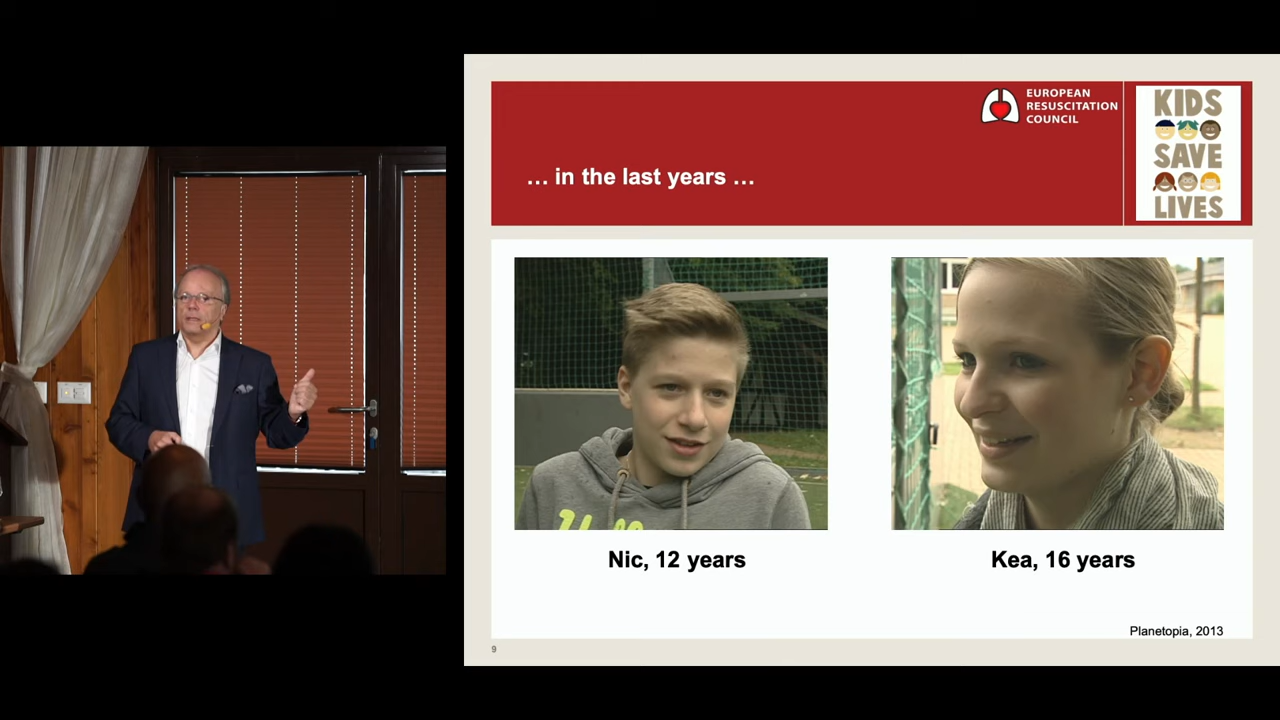 EUROPEAN
RESUSCITATION
COUNCIL
KIDS
SAVE
LIVES
… in the last years …
Nic, 12 years
Kea, 16 years
Planetopia, 2013
9